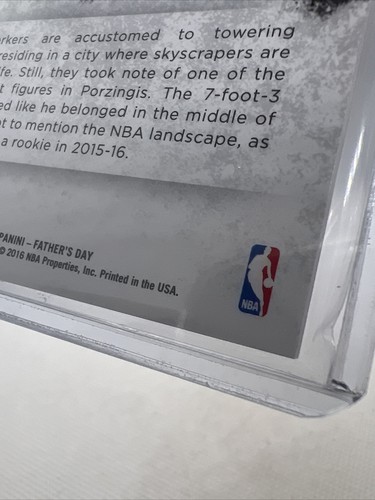 rkers are accustomed to towering
residing in a city where skyscrapers are
fe. Still, they took note of one of the
t figures in Porzingis. The 7-foot-3
ed like he belonged in the middle of
ot to mention the NBA landscape, as
a rookie in 2015-16.
PANINI – FATHER'S DAY
© 2016 NBA Properties, Inc. Printed in the USA.
NBA